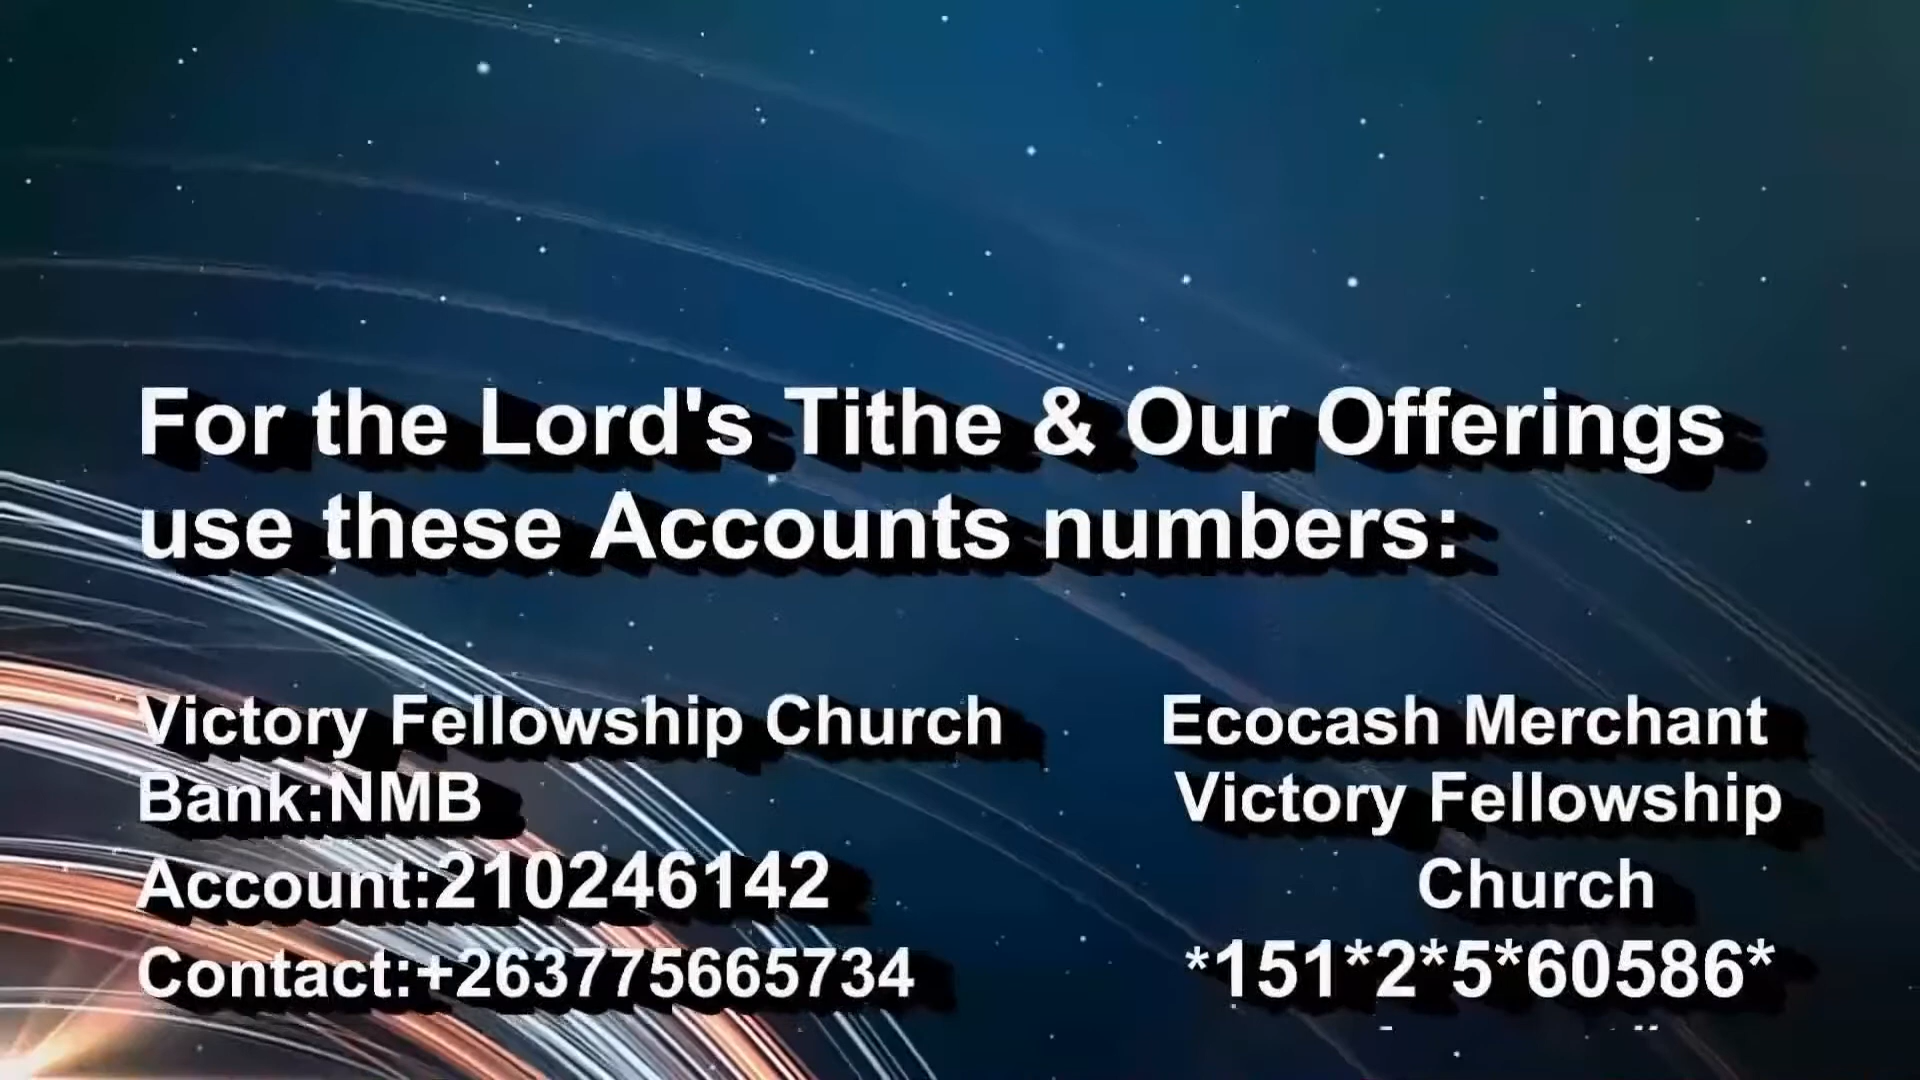 For the Lord's Tithe & Our Offerings
use these Accounts numbers:
Victory Fellowship Church
Bank:NMB
Account:210246142
Contact:+263775665734
Ecocash Merchant
Victory Fellowship
Church
*151*2*5*60586*